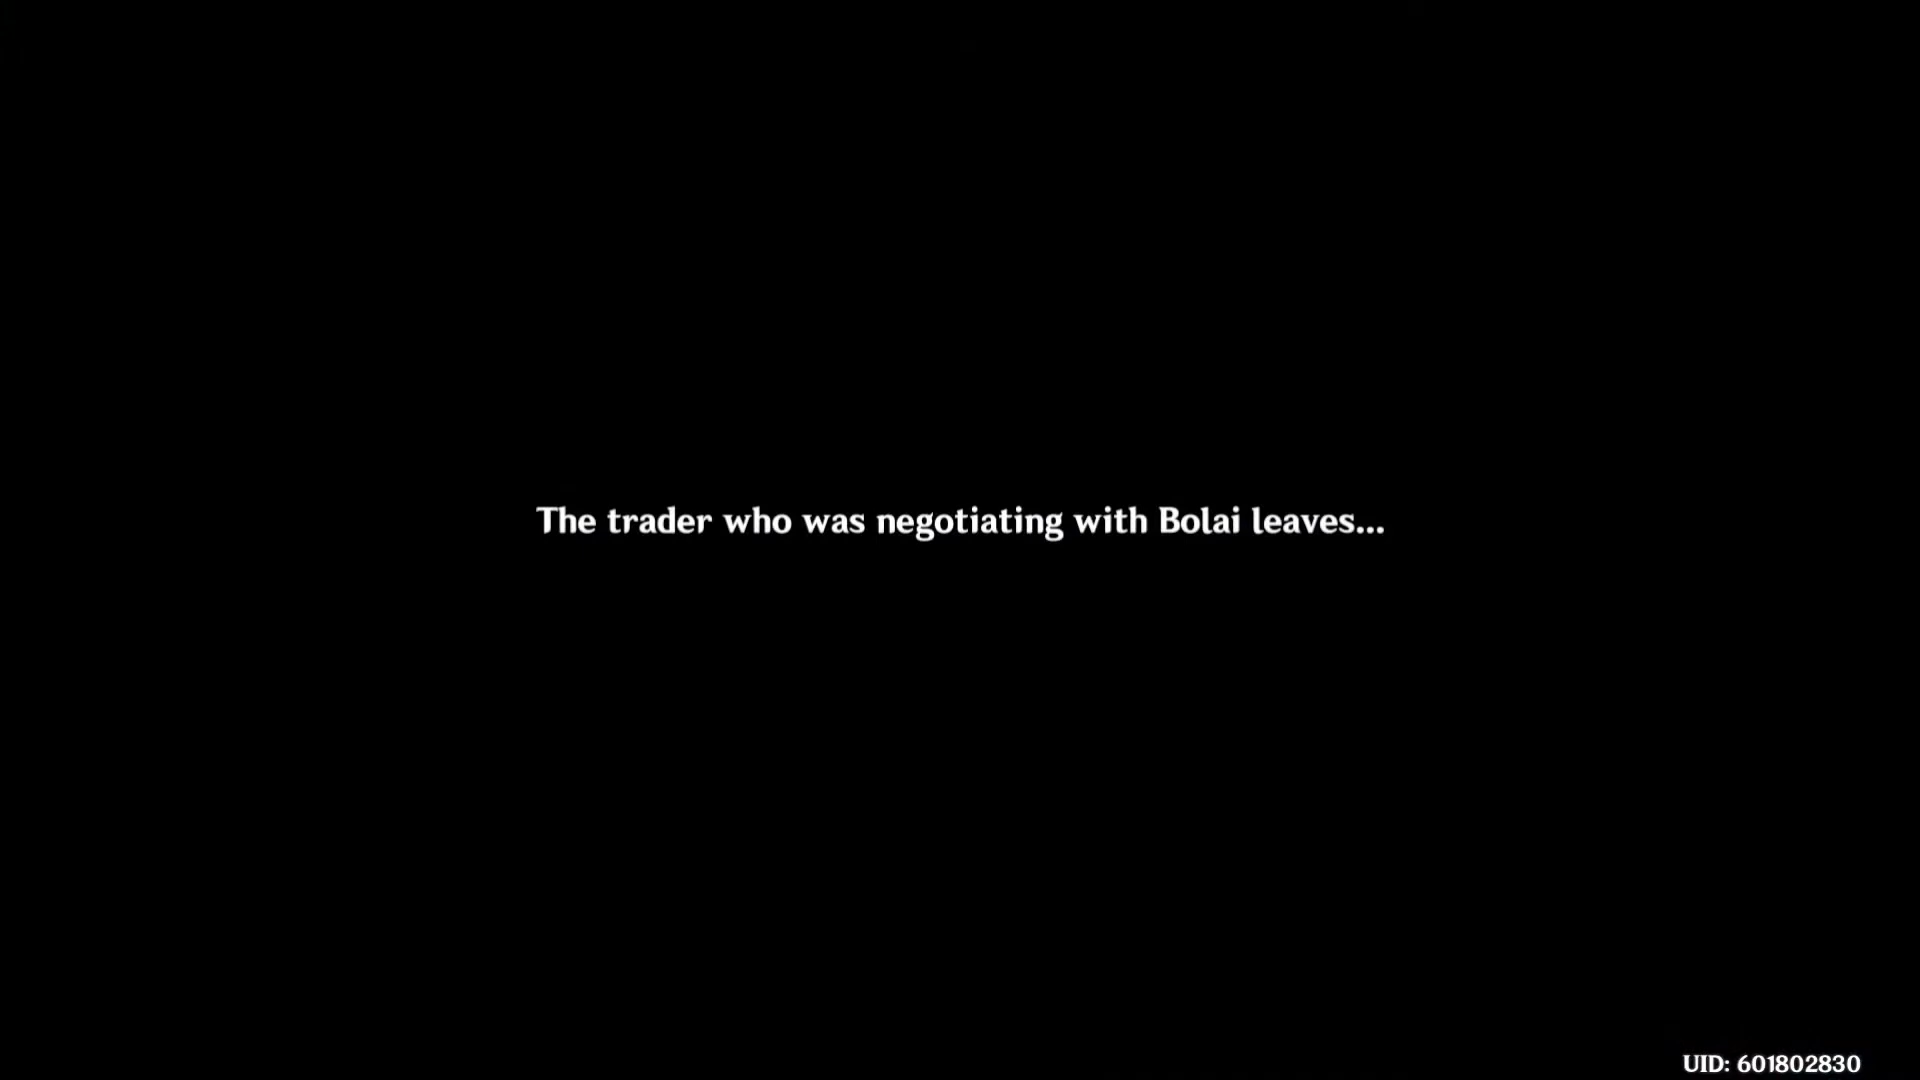 The trader who was negotiating with Bolai leaves...
UID: 601802830